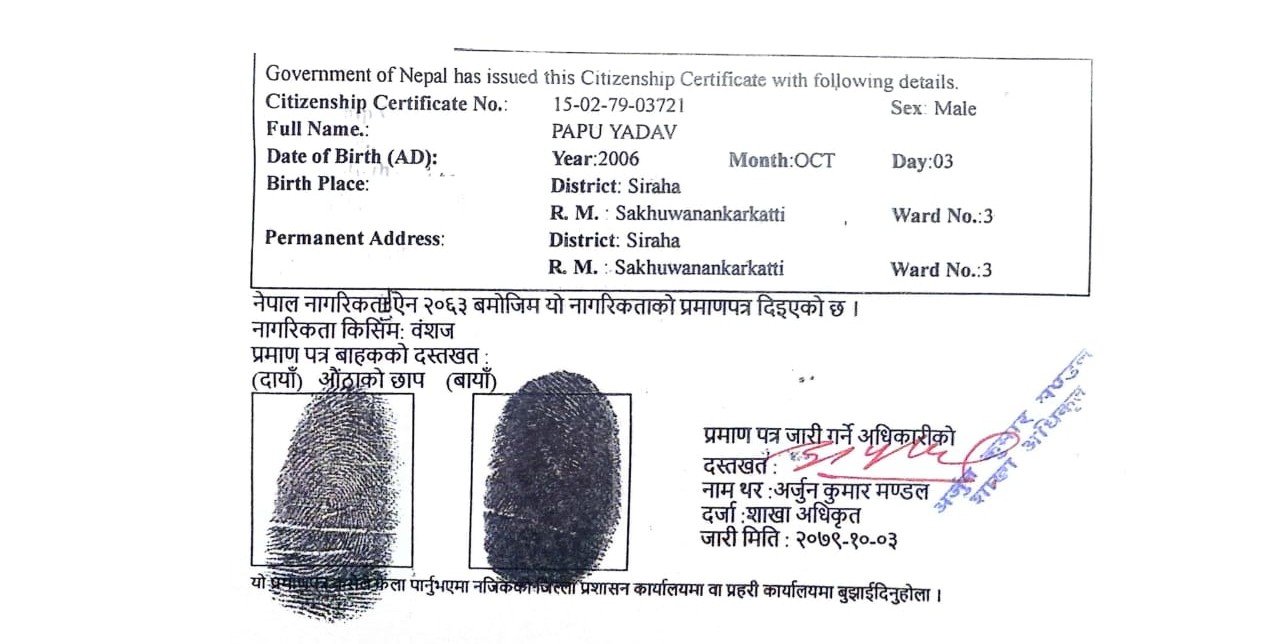 Government of Nepal has issued this Citizenship Certificate with following details.
Citizenship Certificate No.: 15-02-79-03721 Sex: Male
Full Name.: PAPU YADAV
Date of Birth (AD): Year:2006 Month:OCT Day:03
Birth Place: District: Siraha
R. M. : Sakhuwanankarkatti Ward No.:3
Permanent Address: District: Siraha
R. M. : Sakhuwanankarkatti Ward No.:3
नेपाल नागरिकता ऐन २०६३ बमोजिम यो नागरिकताको प्रमाणपत्र दिइएको छ ।
नागरिकता किसिम: वंशज
प्रमाण पत्र बाहकको दस्तखत :
(दायाँ) औंठाको छाप (बायाँ)
प्रमाण पत्र जारी गर्ने अधिकारीको
दस्तखत :
नाम थर :अर्जुन कुमार मण्डल
दर्जा :शाखा अधिकृत
जारी मिति : २०७९-१०-०३
अर्जुन कुमार मण्डल
शाखा अधिकृत
यो प्रमाणपत्र कसैले फेला पार्नुभएमा नजिकको जिल्ला प्रशासन कार्यालयमा वा प्रहरी कार्यालयमा बुझाईदिनुहोला ।